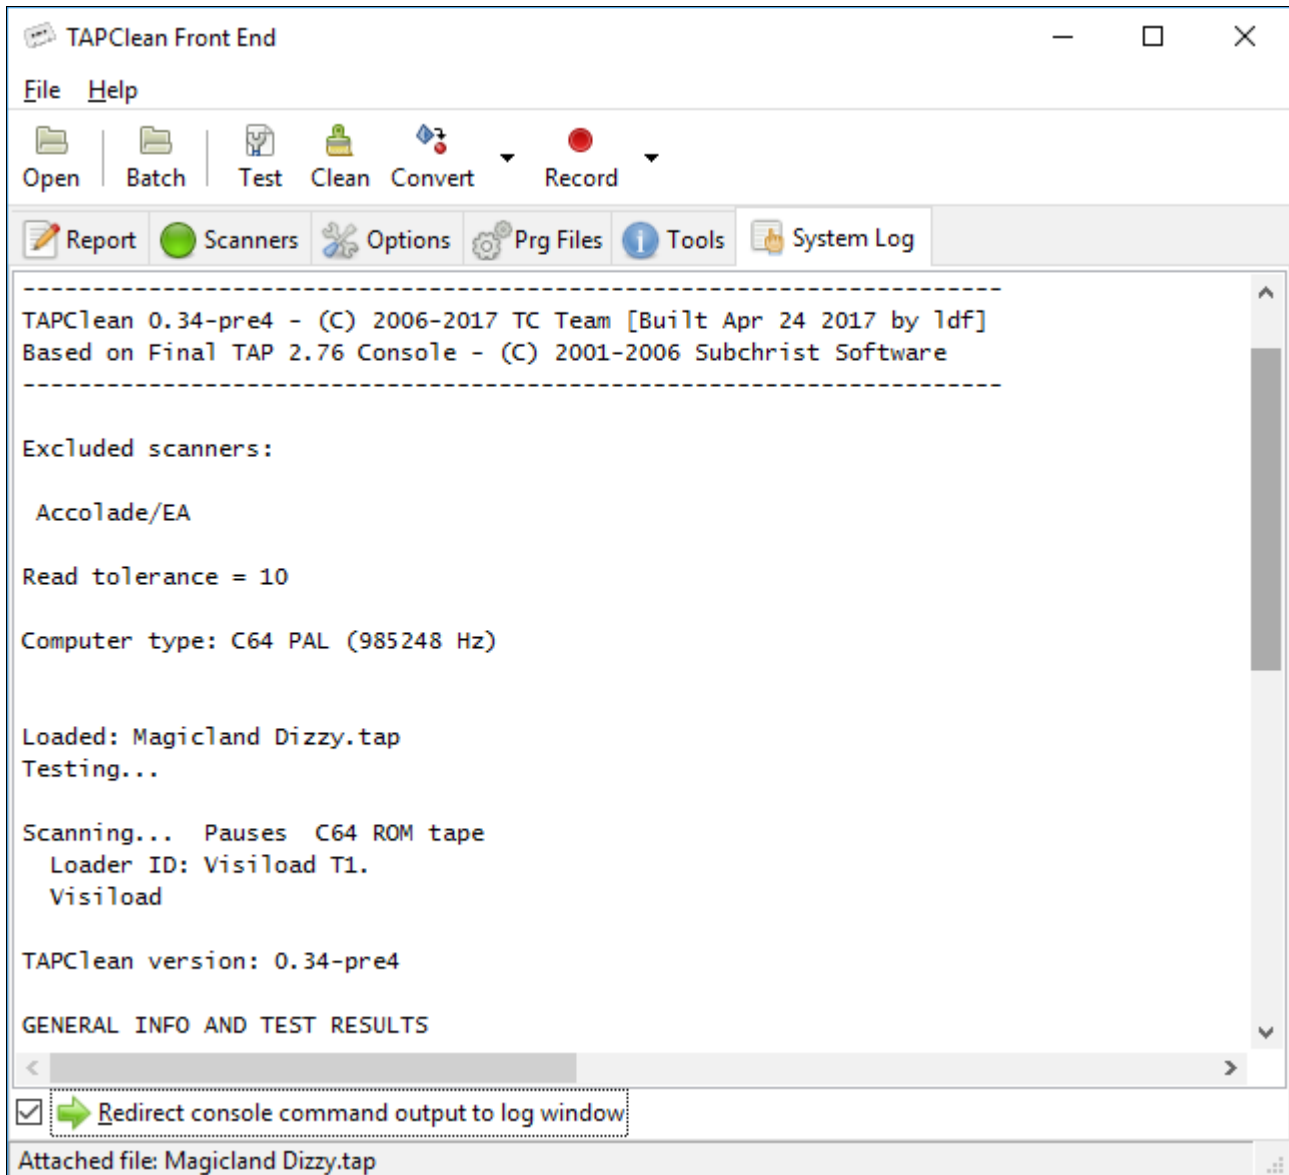 TAPClean Front End
File Help
Open Batch Test Clean Convert Record
Report Scanners Options Prg Files Tools System Log
----------------------------------------------------------------------
TAPClean 0.34-pre4 - (C) 2006-2017 TC Team [Built Apr 24 2017 by ldf]
Based on Final TAP 2.76 Console - (C) 2001-2006 Subchrist Software
----------------------------------------------------------------------
Excluded scanners:
Accolade/EA
Read tolerance = 10
Computer type: C64 PAL (985248 Hz)
Loaded: Magicland Dizzy.tap
Testing...
Scanning... Pauses C64 ROM tape
Loader ID: Visiload T1.
Visiload
TAPClean version: 0.34-pre4
GENERAL INFO AND TEST RESULTS
Redirect console command output to log window
Attached file: Magicland Dizzy.tap